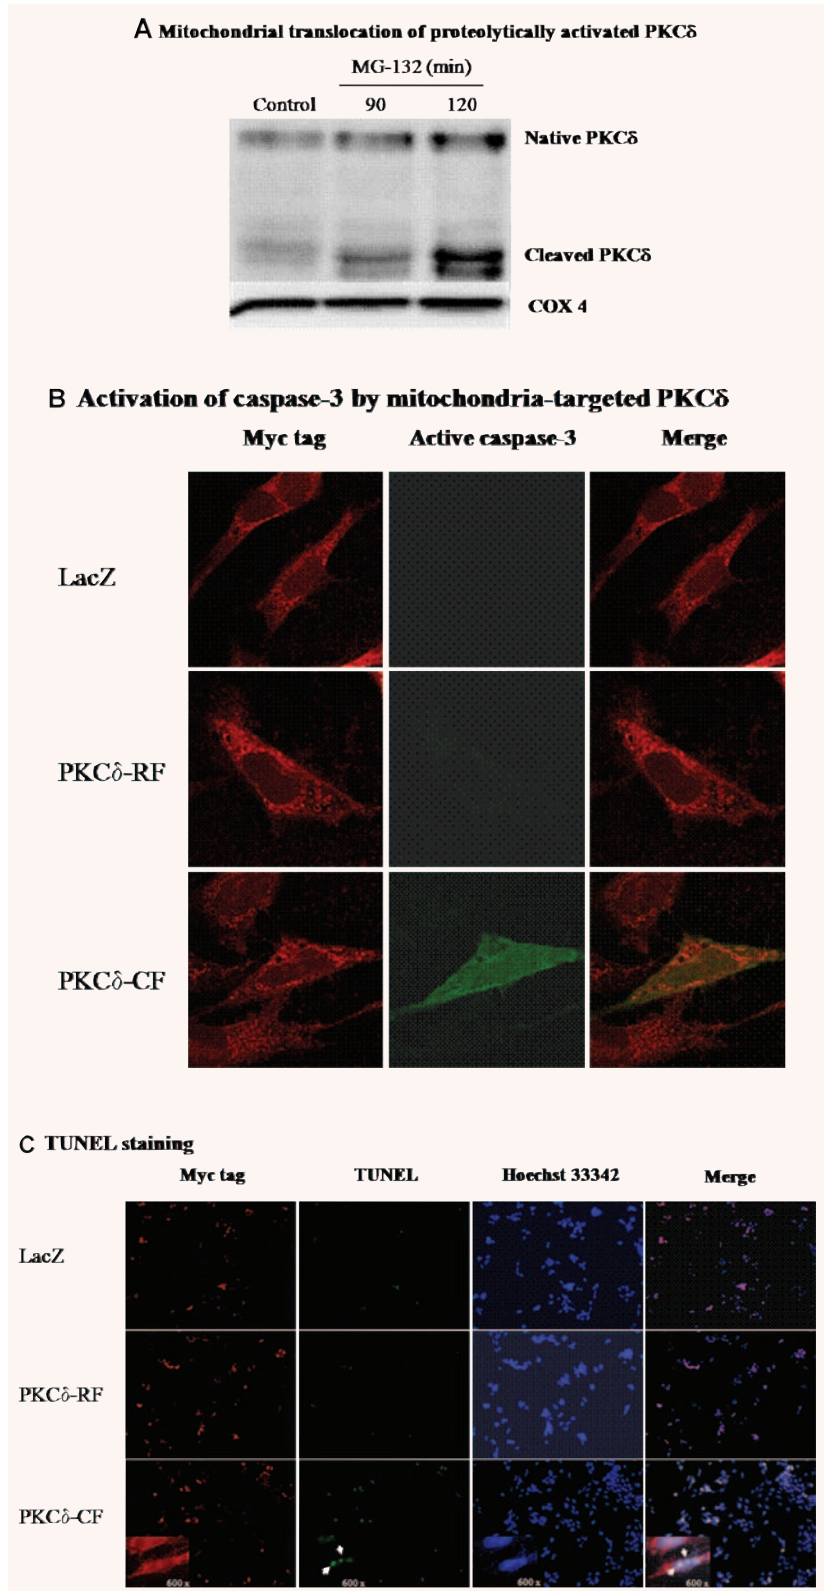 A Mitochondrial translocation of proteolytically activated PKCδ
MG-132 (min)
Control 90 120
Native PKCδ
Cleaved PKCδ
COX 4
B Activation of caspase-3 by mitochondria-targeted PKCδ
Myc tag Active caspase-3 Merge
LacZ
PKCδ-RF
PKCδ-CF
C TUNEL staining
Myc tag TUNEL Hoechst 33342 Merge
LacZ
PKCδ-RF
PKCδ-CF
600 x 600 x 600 x 600 x